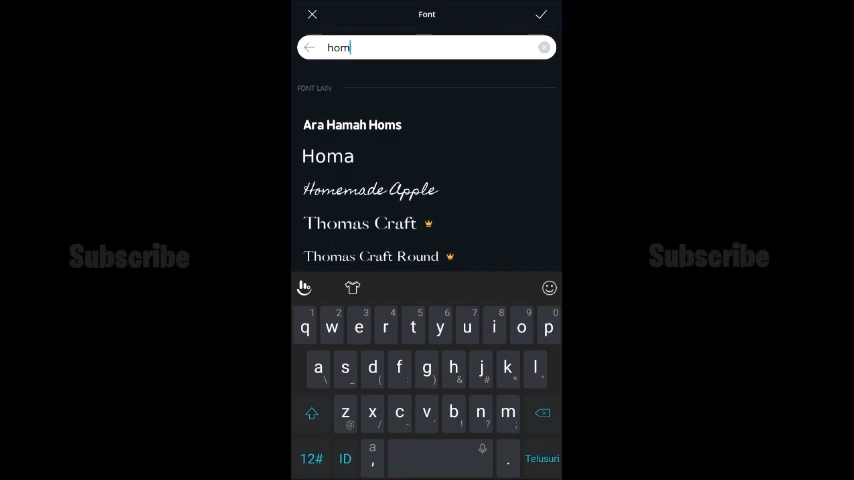 Font
hom
FONT LAIN
Ara Hamah Homs
Homa
Homemade Apple
Thomas Craft
Thomas Craft Round
Subscribe
Subscribe
1 2 3 4 5 6 7 8 9 0
q w e r t y u i o p
a s d f g h j k l
\ _ ( : ) & # * "
z x c v b n m
@ / - ' ! ? ;
12# ID a , . Telusuri